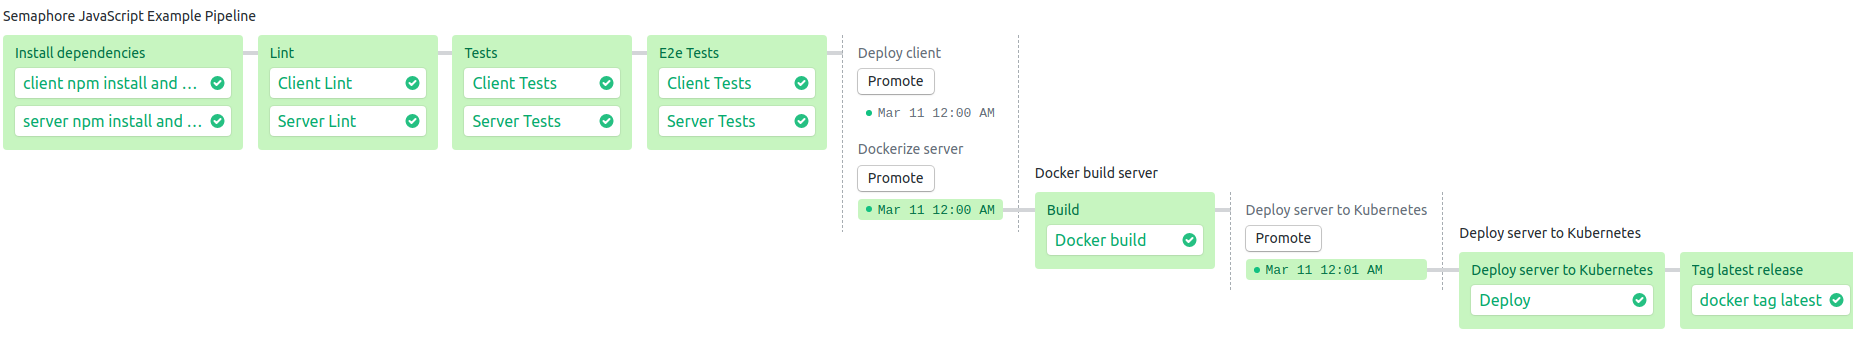 Semaphore JavaScript Example Pipeline
Install dependencies
client npm install and ...
server npm install and ...
Lint
Client Lint
Server Lint
Tests
Client Tests
Server Tests
E2e Tests
Client Tests
Server Tests
Deploy client
Promote
Mar 11 12:00 AM
Dockerize server
Promote
Mar 11 12:00 AM
Docker build server
Build
Docker build
Deploy server to Kubernetes
Promote
Mar 11 12:01 AM
Deploy server to Kubernetes
Deploy server to Kubernetes
Deploy
Tag latest release
docker tag latest